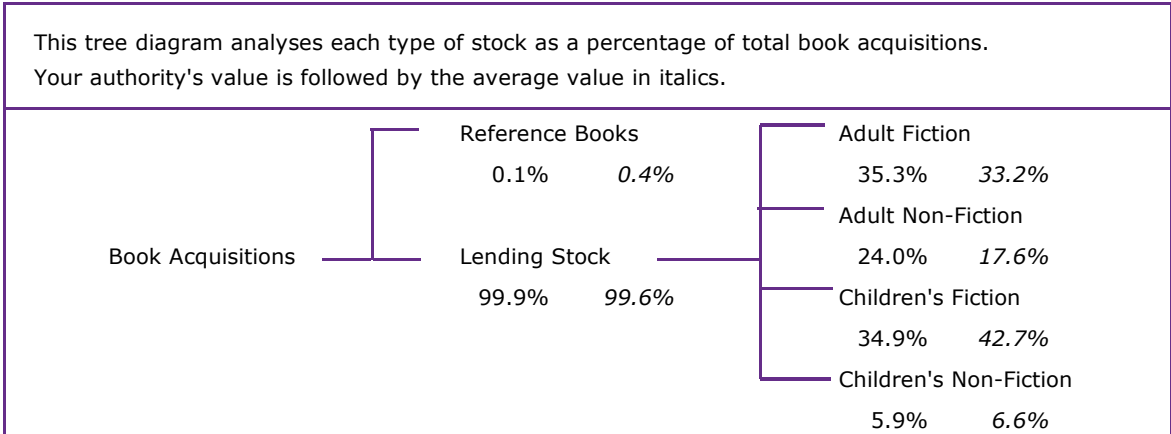 This tree diagram analyses each type of stock as a percentage of total book acquisitions.
Your authority's value is followed by the average value in italics.
Reference Books
0.1% 0.4%
Book Acquisitions
Lending Stock
99.9% 99.6%
Adult Fiction
35.3% 33.2%
Adult Non-Fiction
24.0% 17.6%
Children's Fiction
34.9% 42.7%
Children's Non-Fiction
5.9% 6.6%